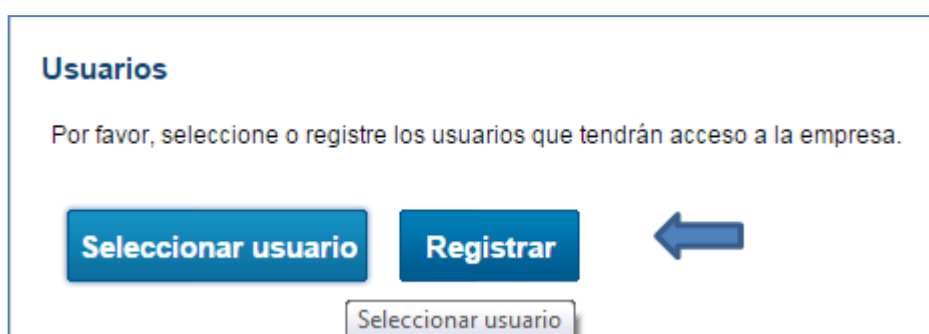 Usuarios
Por favor, seleccione o registre los usuarios que tendrán acceso a la empresa.
Seleccionar usuario Registrar
Seleccionar usuario